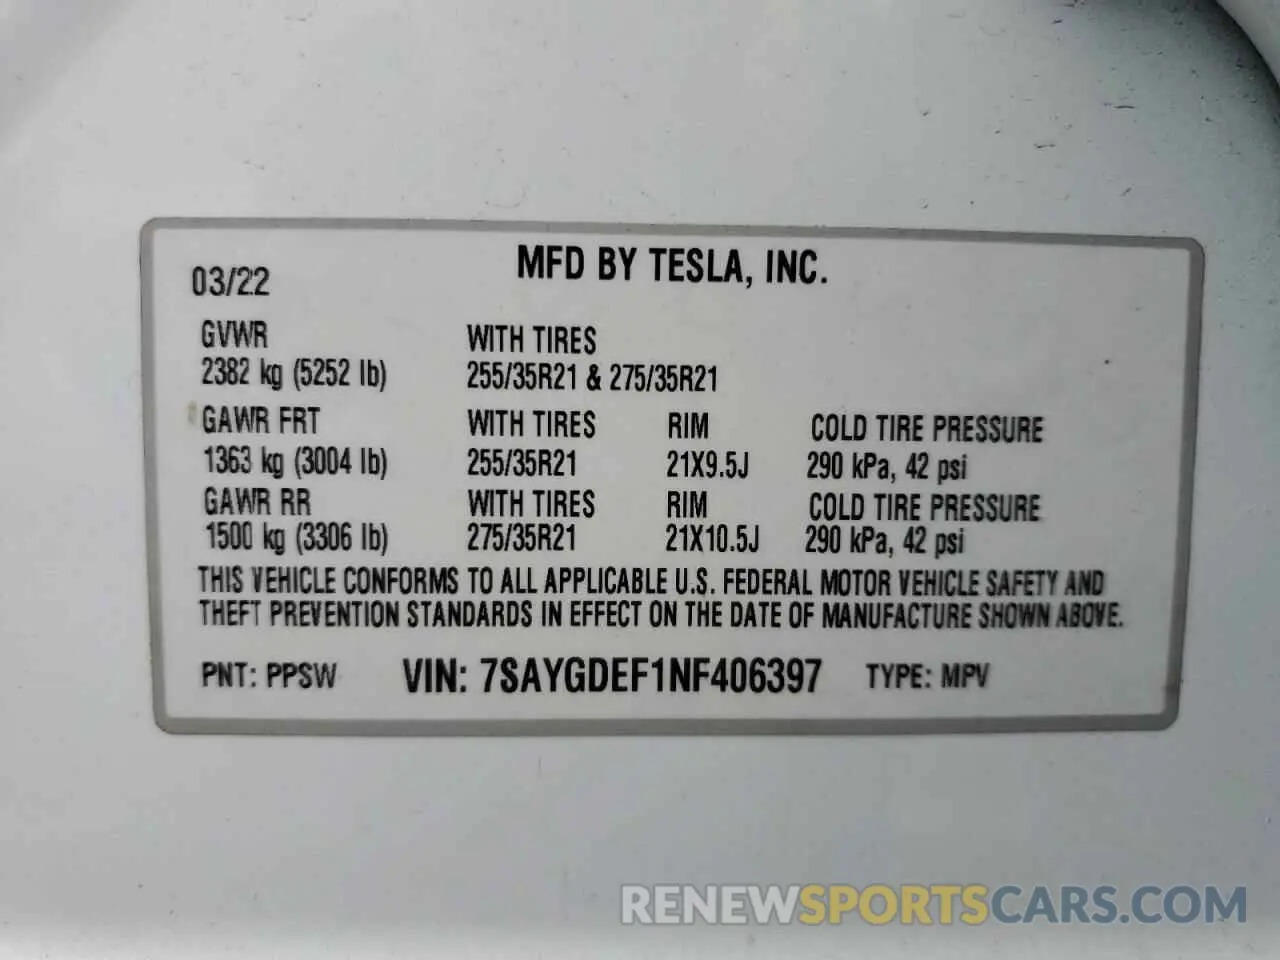 MFD BY TESLA, INC.
03/22
GVWR WITH TIRES
2382 kg (5252 lb) 255/35R21 & 275/35R21
GAWR FRT WITH TIRES RIM COLD TIRE PRESSURE
1363 kg (3004 lb) 255/35R21 21X9.5J 290 kPa, 42 psi
GAWR RR WITH TIRES RIM COLD TIRE PRESSURE
1500 kg (3306 lb) 275/35R21 21X10.5J 290 kPa, 42 psi
THIS VEHICLE CONFORMS TO ALL APPLICABLE U.S. FEDERAL MOTOR VEHICLE SAFETY AND
THEFT PREVENTION STANDARDS IN EFFECT ON THE DATE OF MANUFACTURE SHOWN ABOVE.
PNT: PPSW VIN: 7SAYGDEF1NF406397 TYPE: MPV
RENEWSPORTSCARS.COM